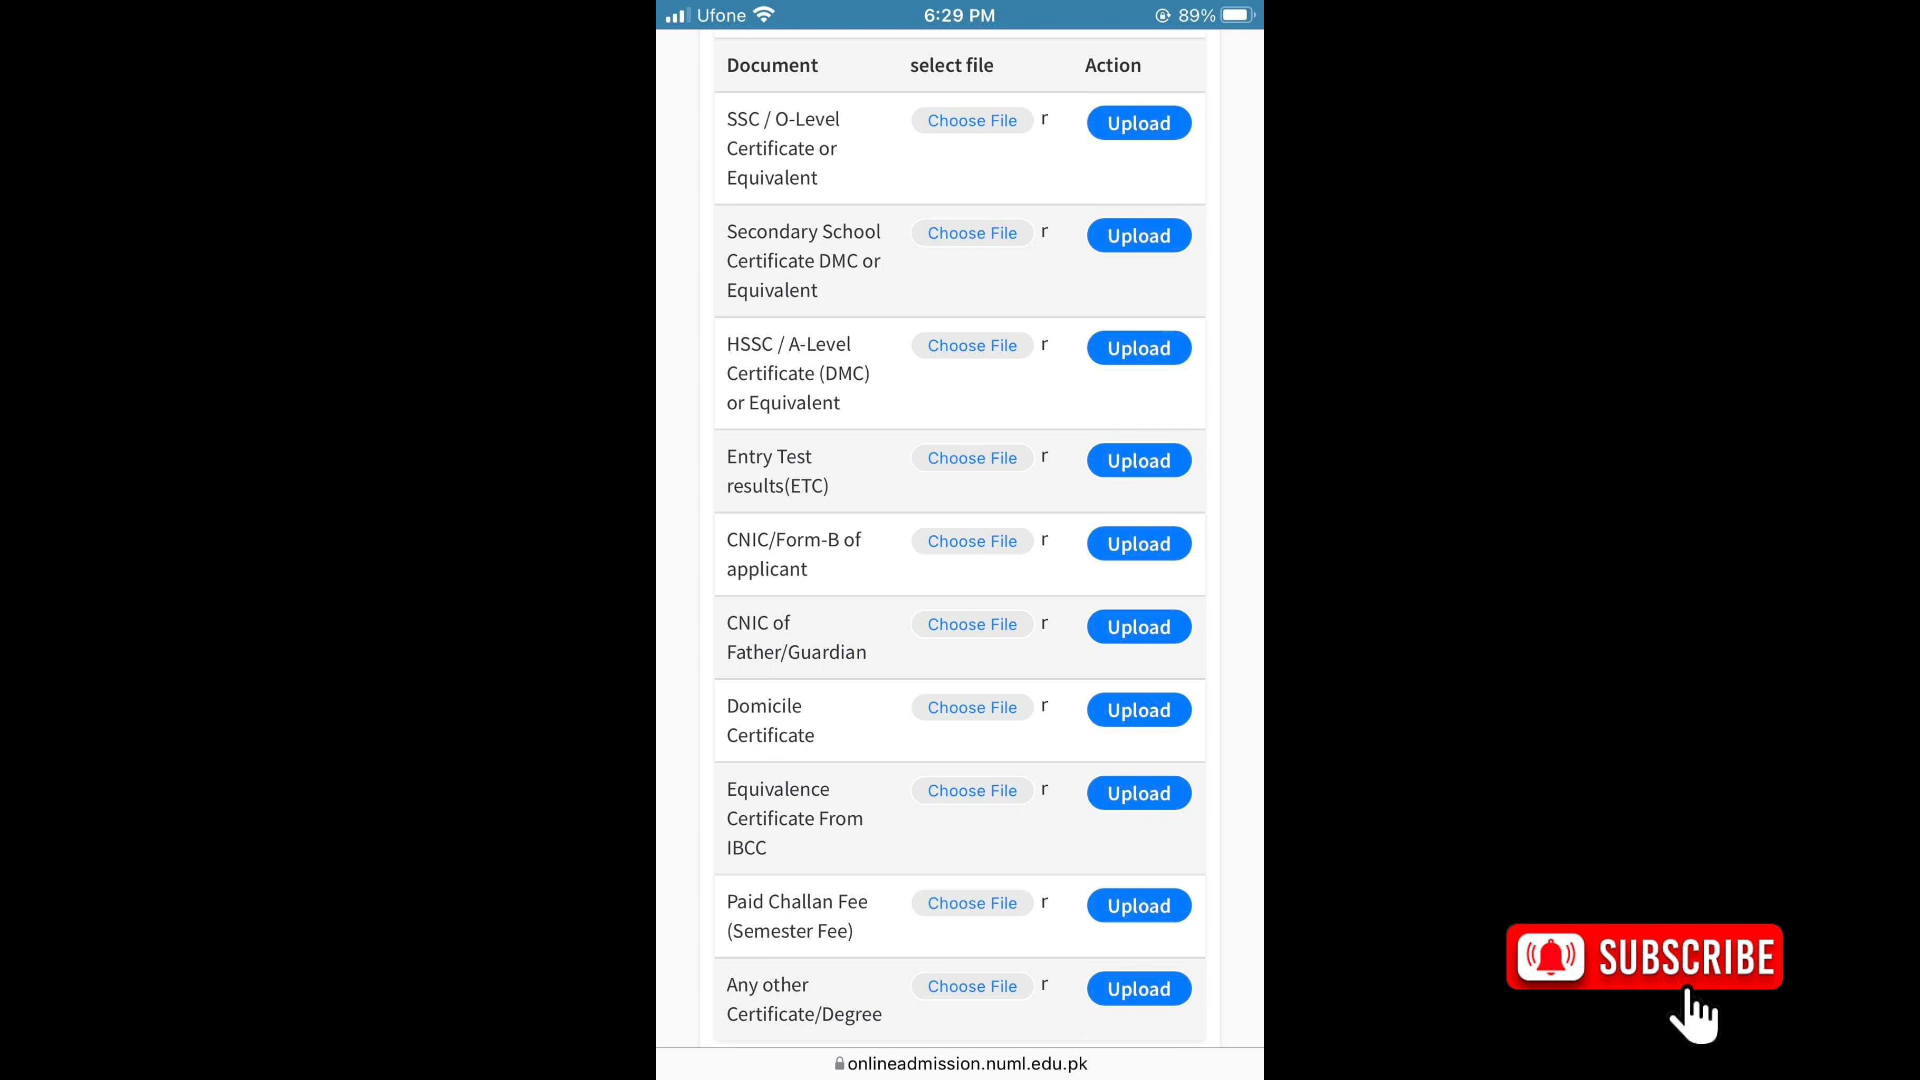 Ufone 6:29 PM 89%
Document select file Action
SSC / O-Level
Certificate or
Equivalent
Choose File r Upload
Secondary School
Certificate DMC or
Equivalent
Choose File r Upload
HSSC / A-Level
Certificate (DMC)
or Equivalent
Choose File r Upload
Entry Test
results(ETC)
Choose File r Upload
CNIC/Form-B of
applicant
Choose File r Upload
CNIC of
Father/Guardian
Choose File r Upload
Domicile
Certificate
Choose File r Upload
Equivalence
Certificate From
IBCC
Choose File r Upload
Paid Challan Fee
(Semester Fee)
Choose File r Upload
Any other
Certificate/Degree
Choose File r Upload
SUBSCRIBE
onlineadmission.numl.edu.pk